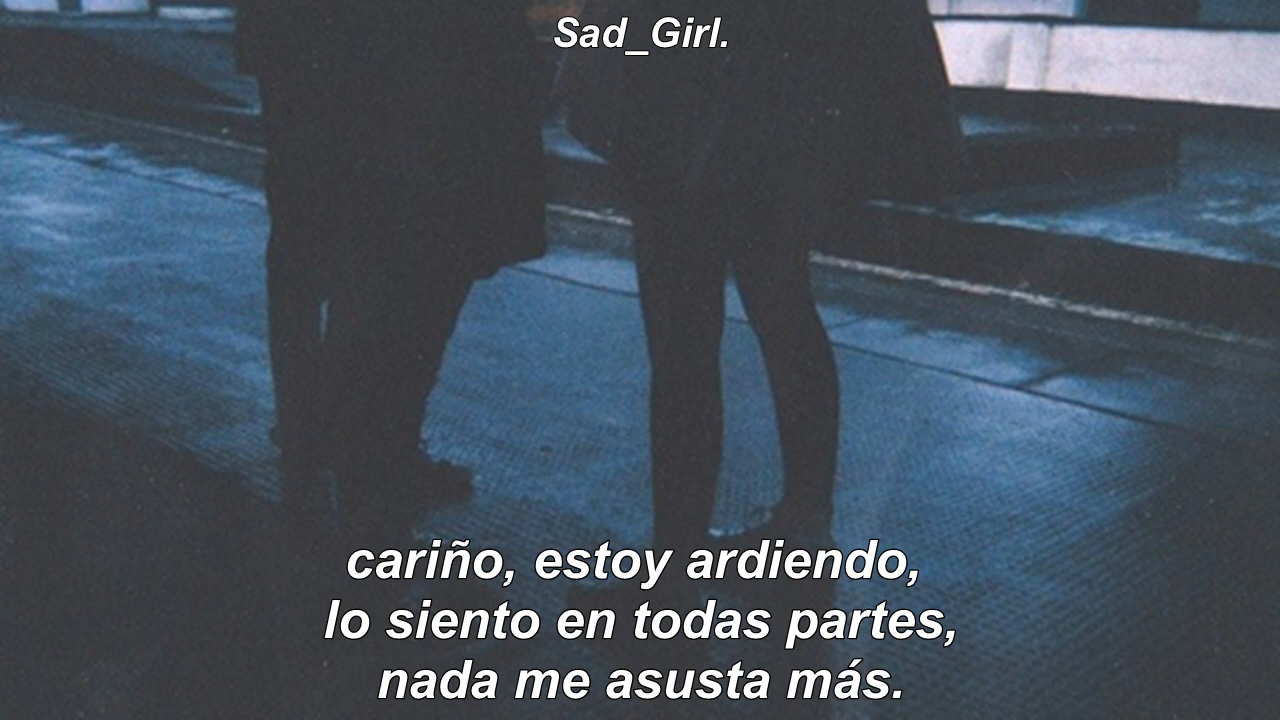 Sad_Girl.
cariño, estoy ardiendo,
lo siento en todas partes,
nada me asusta más.